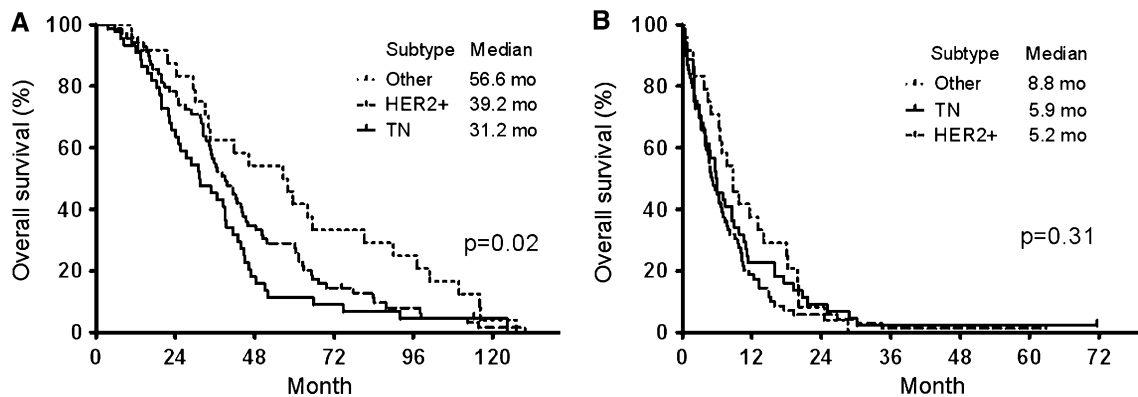 A
Overall survival (%)
100
80
60
40
20
0
Subtype Median
Other 56.6 mo
HER2+ 39.2 mo
TN 31.2 mo
p=0.02
0 24 48 72 96 120
Month
B
Overall survival (%)
100
80
60
40
20
0
Subtype Median
Other 8.8 mo
TN 5.9 mo
HER2+ 5.2 mo
p=0.31
0 12 24 36 48 60 72
Month